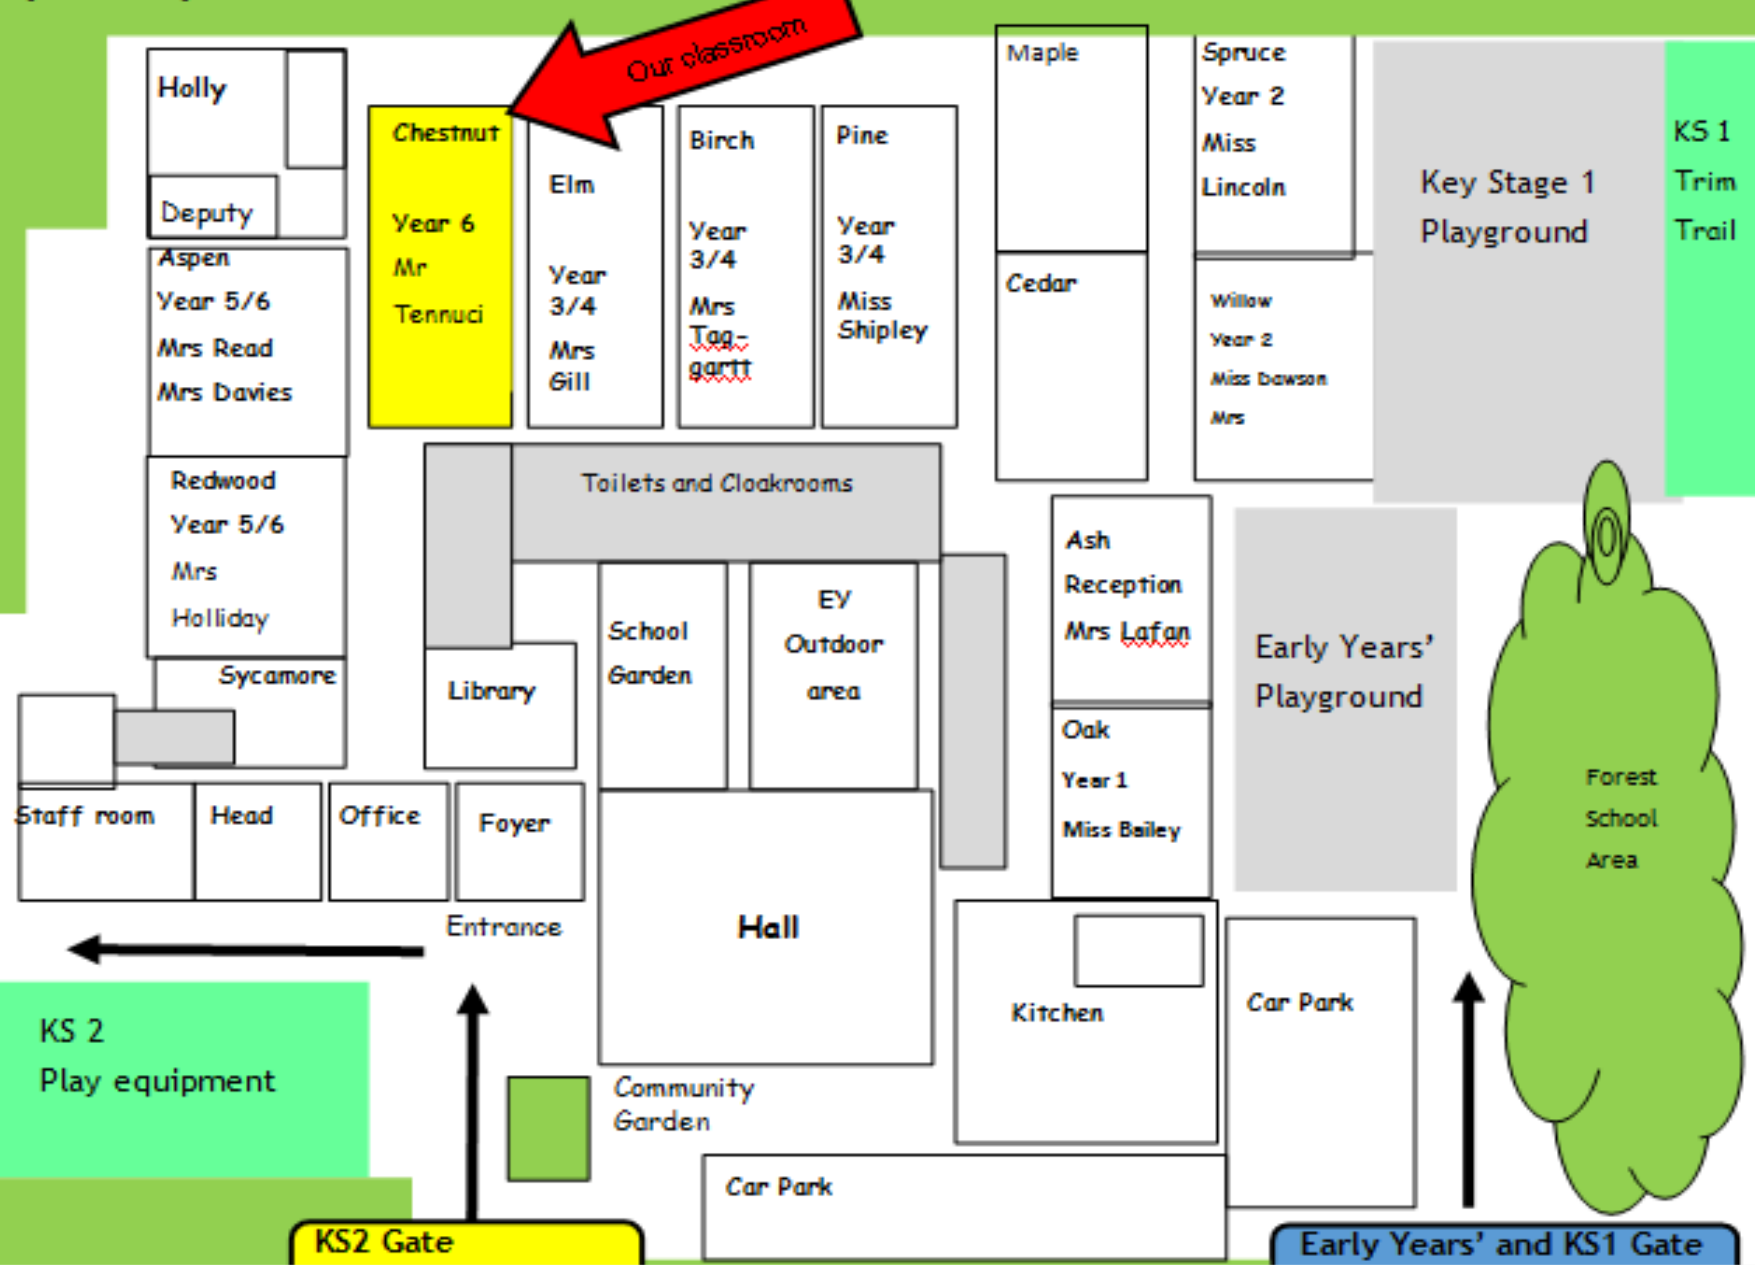 Our classroom
Holly
Deputy
Aspen
Year 5/6
Mrs Read
Mrs Davies
Redwood
Year 5/6
Mrs
Holliday
Sycamore
Staff room
Head
Office
Foyer
Entrance
Chestnut
Year 6
Mr
Tennuci
Elm
Year
3/4
Mrs
Gill
Birch
Year
3/4
Mrs
Tag-
gartt
Pine
Year
3/4
Miss
Shipley
Toilets and Cloakrooms
Library
School
Garden
EY
Outdoor
area
Hall
Maple
Cedar
Spruce
Year 2
Miss
Lincoln
Willow
Year 2
Miss Dawson
Mrs
Key Stage 1
Playground
KS 1
Trim
Trail
Ash
Reception
Mrs Lafan
Oak
Year 1
Miss Bailey
Early Years'
Playground
Forest
School
Area
Kitchen
Car Park
KS 2
Play equipment
Community
Garden
Car Park
KS2 Gate
Early Years' and KS1 Gate